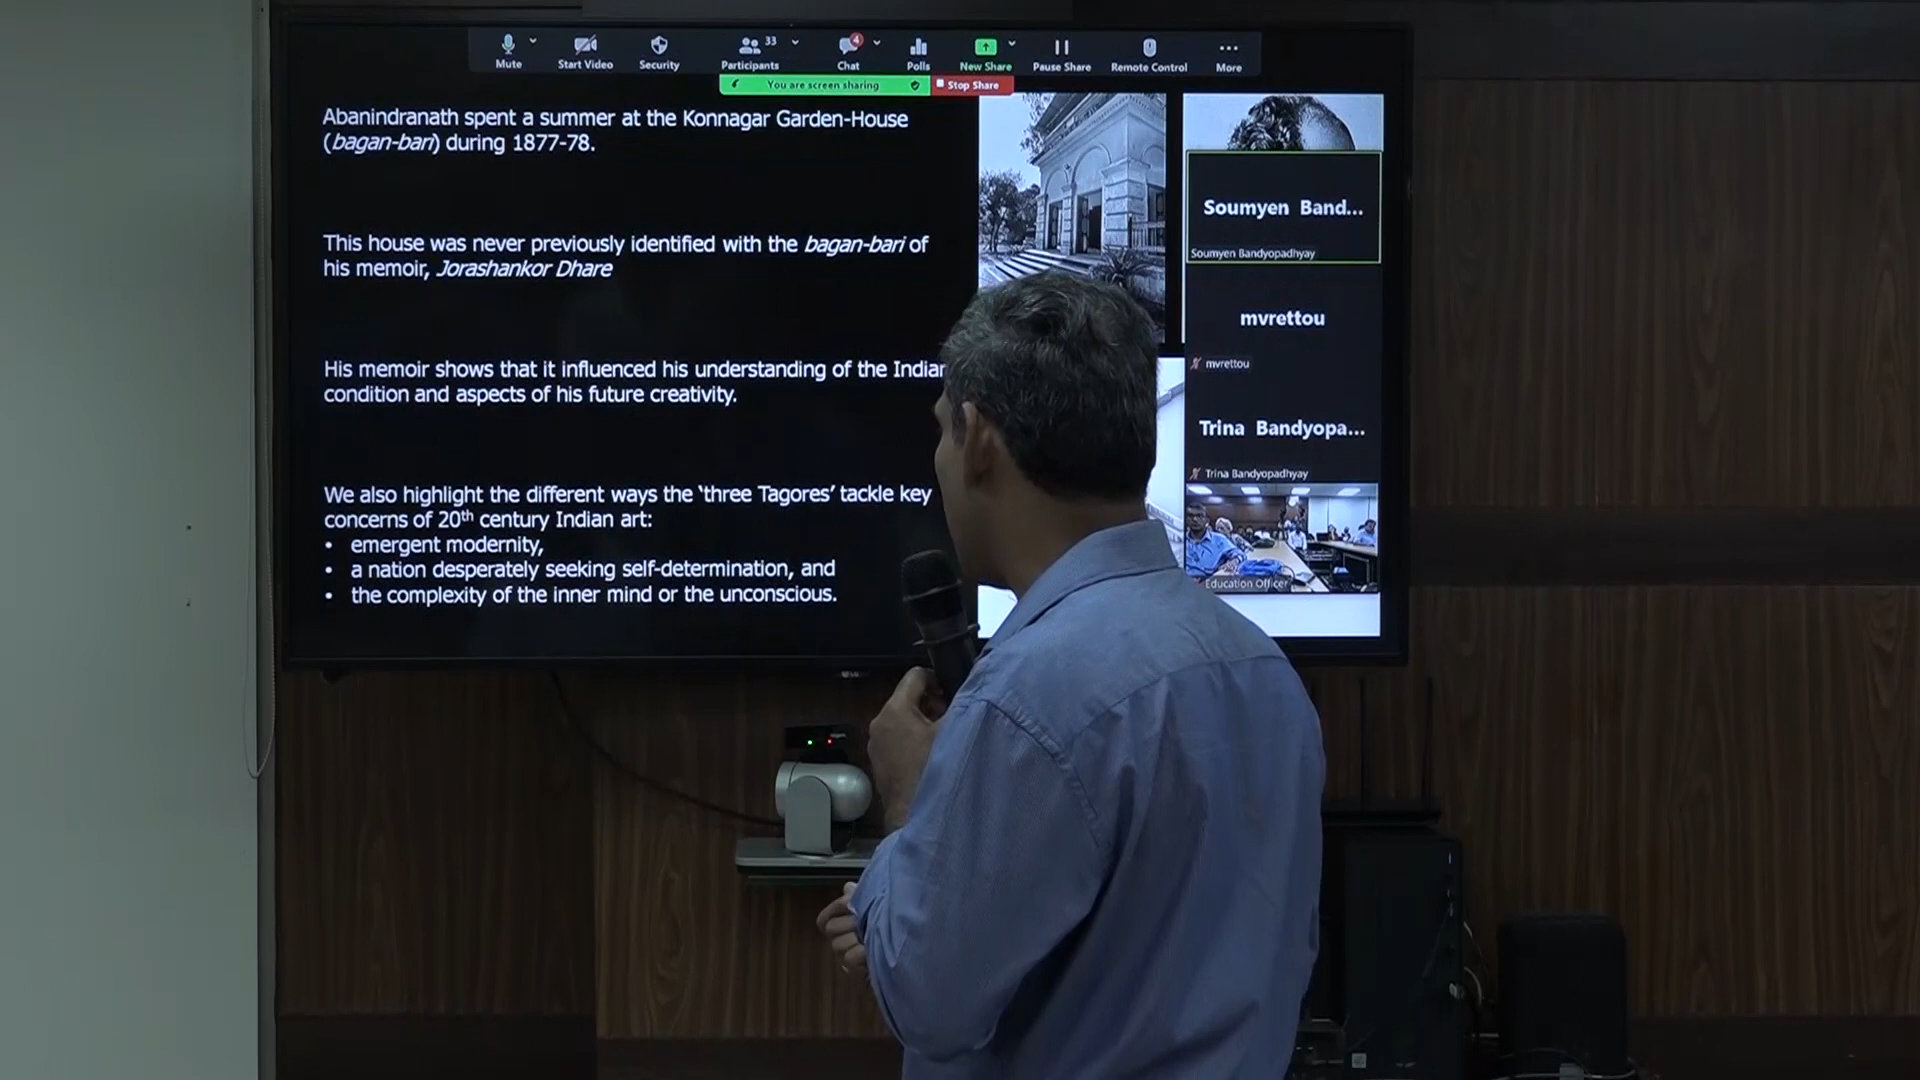 Mute
Start Video
Security
Participants
33
Chat
4
Polls
New Share
Pause Share
Remote Control
More
You are screen sharing
Stop Share
Abanindranath spent a summer at the Konnagar Garden-House
(bagan-bari) during 1877-78.
This house was never previously identified with the bagan-bari of
his memoir, Jorashankor Dhare
His memoir shows that it influenced his understanding of the Indian
condition and aspects of his future creativity.
We also highlight the different ways the ‘three Tagores’ tackle key
concerns of 20th century Indian art:
• emergent modernity,
• a nation desperately seeking self-determination, and
• the complexity of the inner mind or the unconscious.
Soumyen Band...
Soumyen Bandyopadhyay
mvrettou
mvrettou
Trina Bandyopa...
Trina Bandyopadhyay
Education Officer
LG